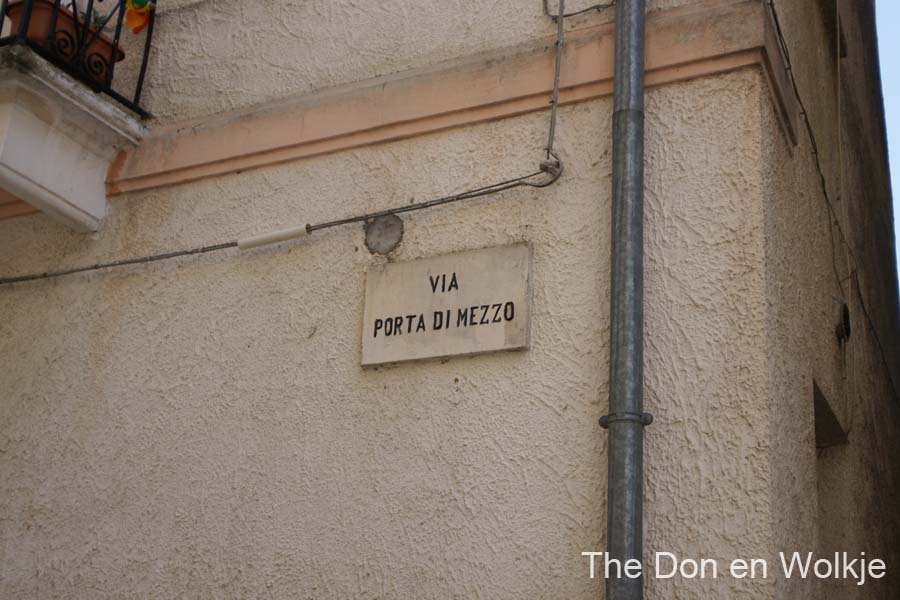 VIA
PORTA DI MEZZO
The Don en Wolkje